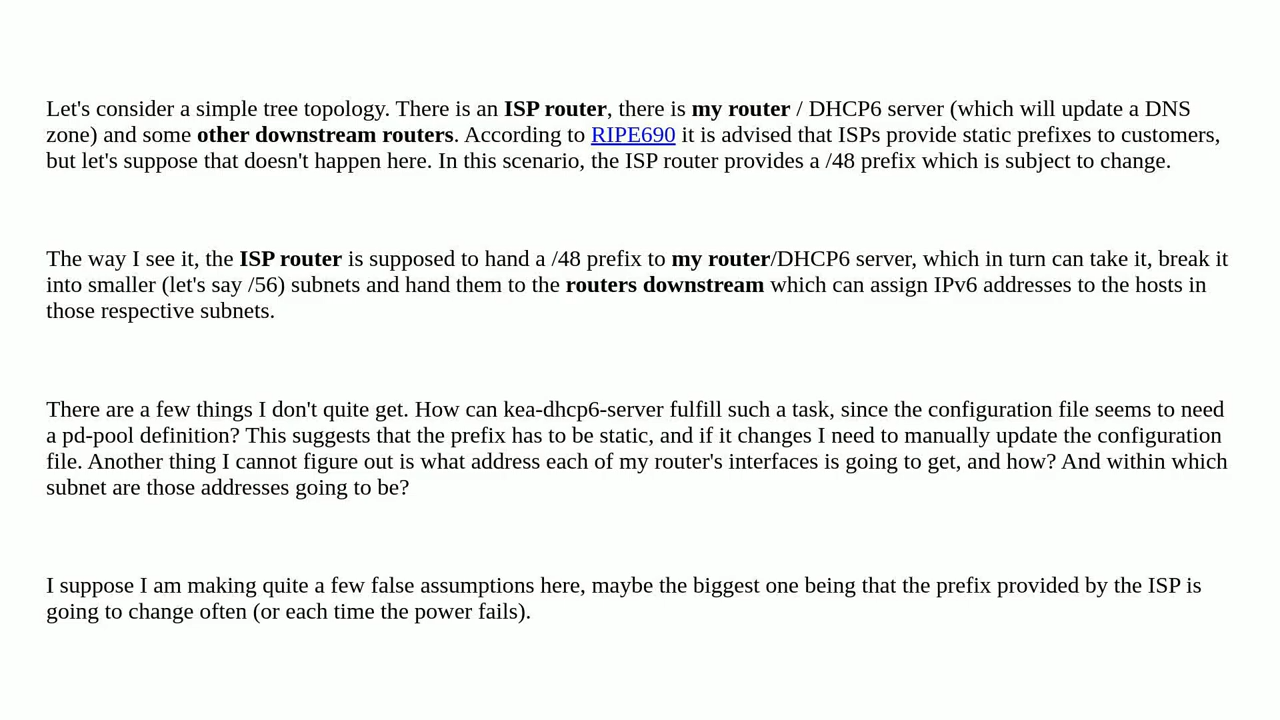 Let's consider a simple tree topology. There is an ISP router, there is my router / DHCP6 server (which will update a DNS
zone) and some other downstream routers. According to RIPE690 it is advised that ISPs provide static prefixes to customers,
but let's suppose that doesn't happen here. In this scenario, the ISP router provides a /48 prefix which is subject to change.
The way I see it, the ISP router is supposed to hand a /48 prefix to my router/DHCP6 server, which in turn can take it, break it
into smaller (let's say /56) subnets and hand them to the routers downstream which can assign IPv6 addresses to the hosts in
those respective subnets.
There are a few things I don't quite get. How can kea-dhcp6-server fulfill such a task, since the configuration file seems to need
a pd-pool definition? This suggests that the prefix has to be static, and if it changes I need to manually update the configuration
file. Another thing I cannot figure out is what address each of my router's interfaces is going to get, and how? And within which
subnet are those addresses going to be?
I suppose I am making quite a few false assumptions here, maybe the biggest one being that the prefix provided by the ISP is
going to change often (or each time the power fails).